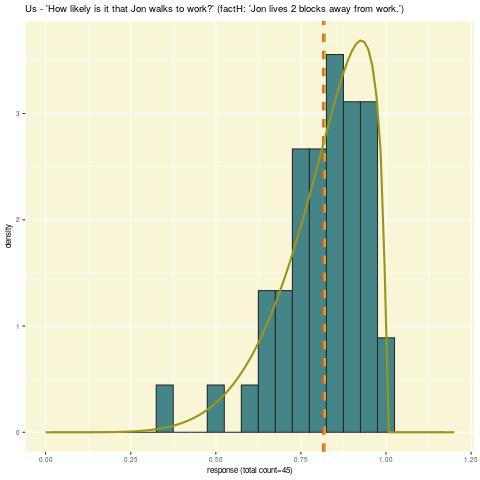 Us - 'How likely is it that Jon walks to work?' (factH: 'Jon lives 2 blocks away from work.')
3
2
1
0
density
0.00 0.25 0.50 0.75 1.00 1.25
response (total count=45)